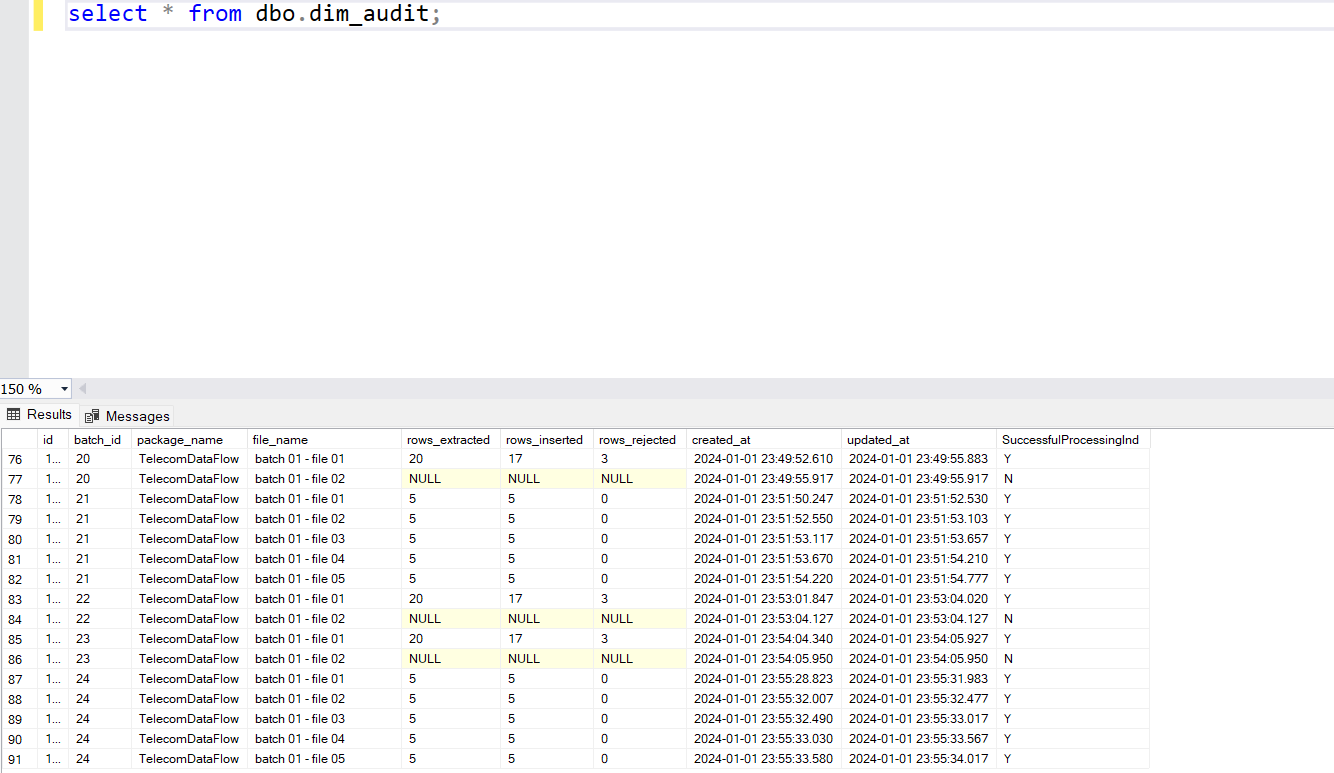 select * from dbo.dim_audit;
150 %
Results Messages
id batch_id package_name file_name rows_extracted rows_inserted rows_rejected created_at updated_at SuccessfulProcessingInd
76 1... 20 TelecomDataFlow batch 01 - file 01 20 17 3 2024-01-01 23:49:52.610 2024-01-01 23:49:55.883 Y
77 1... 20 TelecomDataFlow batch 01 - file 02 NULL NULL NULL 2024-01-01 23:49:55.917 2024-01-01 23:49:55.917 N
78 1... 21 TelecomDataFlow batch 01 - file 01 5 5 0 2024-01-01 23:51:50.247 2024-01-01 23:51:52.530 Y
79 1... 21 TelecomDataFlow batch 01 - file 02 5 5 0 2024-01-01 23:51:52.550 2024-01-01 23:51:53.103 Y
80 1... 21 TelecomDataFlow batch 01 - file 03 5 5 0 2024-01-01 23:51:53.117 2024-01-01 23:51:53.657 Y
81 1... 21 TelecomDataFlow batch 01 - file 04 5 5 0 2024-01-01 23:51:53.670 2024-01-01 23:51:54.210 Y
82 1... 21 TelecomDataFlow batch 01 - file 05 5 5 0 2024-01-01 23:51:54.220 2024-01-01 23:51:54.777 Y
83 1... 22 TelecomDataFlow batch 01 - file 01 20 17 3 2024-01-01 23:53:01.847 2024-01-01 23:53:04.020 Y
84 1... 22 TelecomDataFlow batch 01 - file 02 NULL NULL NULL 2024-01-01 23:53:04.127 2024-01-01 23:53:04.127 N
85 1... 23 TelecomDataFlow batch 01 - file 01 20 17 3 2024-01-01 23:54:04.340 2024-01-01 23:54:05.927 Y
86 1... 23 TelecomDataFlow batch 01 - file 02 NULL NULL NULL 2024-01-01 23:54:05.950 2024-01-01 23:54:05.950 N
87 1... 24 TelecomDataFlow batch 01 - file 01 5 5 0 2024-01-01 23:55:28.823 2024-01-01 23:55:31.983 Y
88 1... 24 TelecomDataFlow batch 01 - file 02 5 5 0 2024-01-01 23:55:32.007 2024-01-01 23:55:32.477 Y
89 1... 24 TelecomDataFlow batch 01 - file 03 5 5 0 2024-01-01 23:55:32.490 2024-01-01 23:55:33.017 Y
90 1... 24 TelecomDataFlow batch 01 - file 04 5 5 0 2024-01-01 23:55:33.030 2024-01-01 23:55:33.567 Y
91 1... 24 TelecomDataFlow batch 01 - file 05 5 5 0 2024-01-01 23:55:33.580 2024-01-01 23:55:34.017 Y